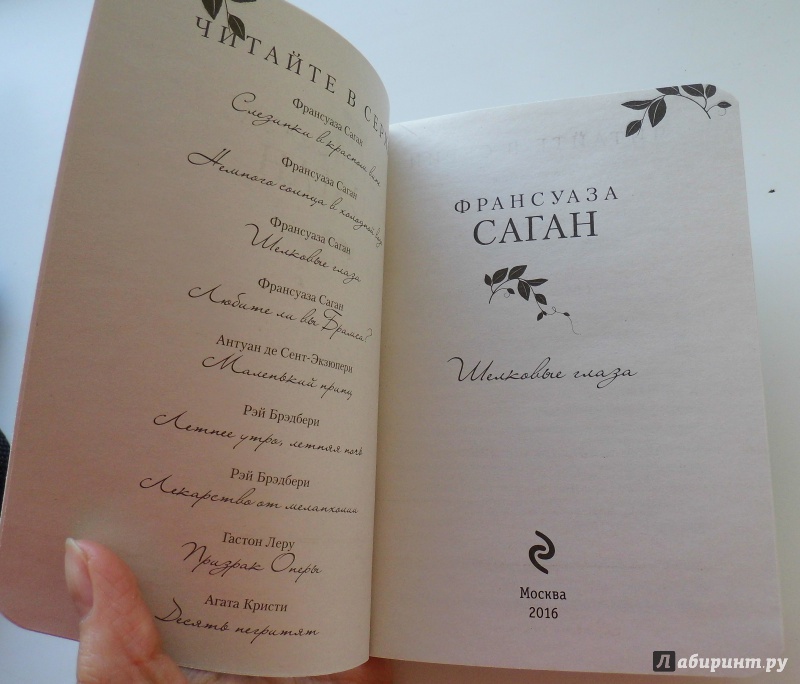 ЧИТАЙТЕ В СЕРИ
Франсуаза Саган
Слезинки в красном вине
Франсуаза Саган
Немного солнца в холодной воде
Франсуаза Саган
Шелковые глаза
Франсуаза Саган
Любите ли вы Брамса?
Антуан де Сент-Экзюпери
Маленький принц
Рэй Брэдбери
Летнее утро, летняя ночь
Рэй Брэдбери
Лекарство от меланхолии
Гастон Леру
Призрак Оперы
Агата Кристи
Десять негритят
ФРАНСУАЗА
САГАН
Шелковые глаза
Москва
2016
Лабиринт.ру